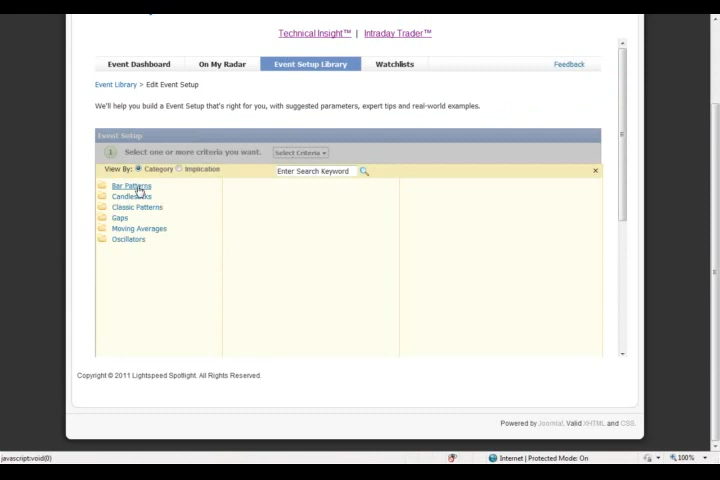 Technical Insight™ | Intraday Trader™
Event Dashboard On My Radar Event Setup Library Watchlists Feedback
Event Library > Edit Event Setup
We'll help you build a Event Setup that's right for you, with suggested parameters, expert tips and real-world examples.
Event Setup
1 Select one or more criteria you want. Select Criteria
View By: Category Implication Enter Search Keyword
Bar Patterns
Candlesticks
Classic Patterns
Gaps
Moving Averages
Oscillators
Copyright © 2011 Lightspeed Spotlight. All Rights Reserved.
Powered by Joomla!. Valid XHTML and CSS.
javascript:void(0) Internet | Protected Mode: On 100%